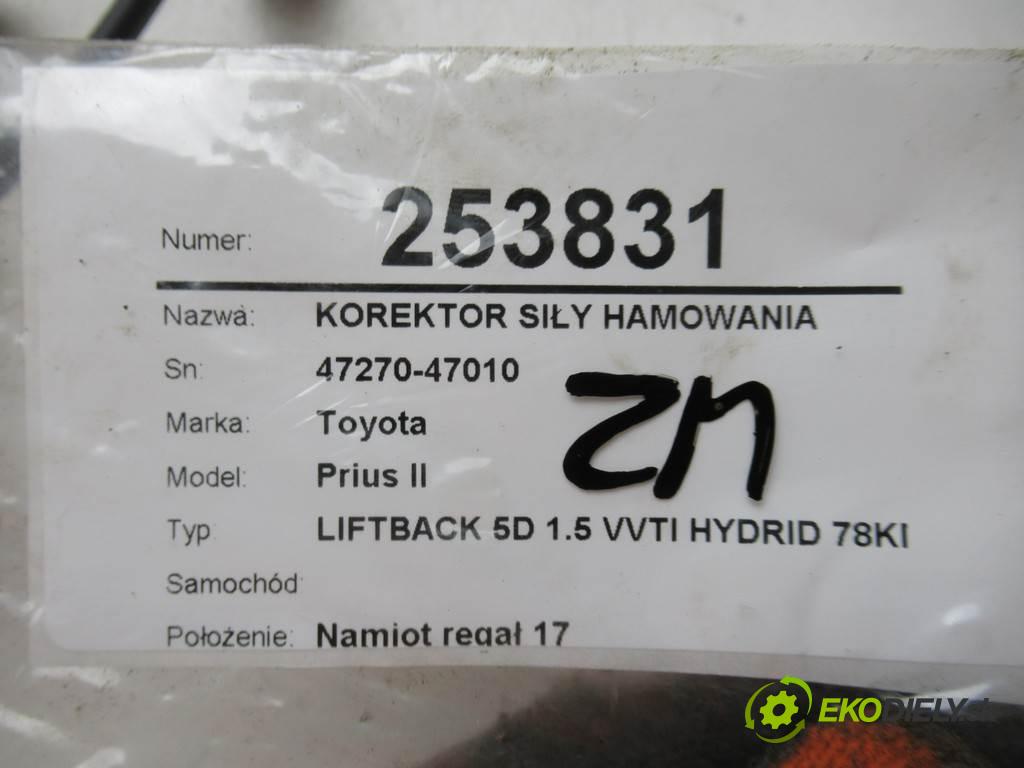 Numer: 253831
Nazwa: KOREKTOR SIŁY HAMOWANIA
Sn: 47270-47010
ZM
Marka: Toyota
Model: Prius II
Typ LIFTBACK 5D 1.5 VVTI HYDRID 78KI
Samochód
Położenie: Namiot regał 17
EKODIELY.sk